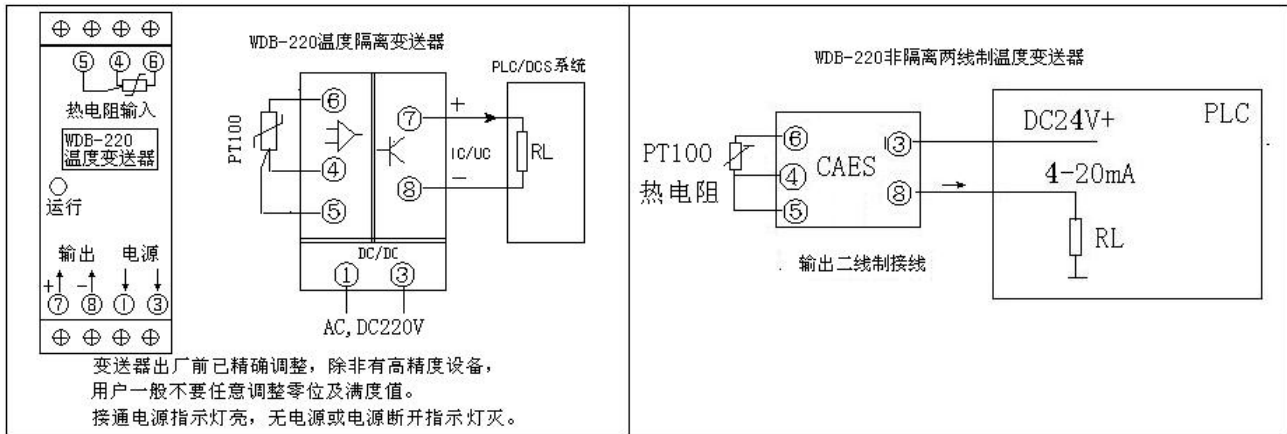 ⑤ ④ ⑥
热电阻输入
WDB-220
温度变送器
运行
输出 电源
+ −
⑦ ⑧ ① ③
WDB-220温度隔离变送器
PLC/DCS系统
PT100
⑥
④
⑤
⑦
⑧
+
IC/UC
−
RL
DC/DC
① ③
AC,DC220V
变送器出厂前已精确调整，除非有高精度设备，
用户一般不要任意调整零位及满度值。
接通电源指示灯亮，无电源或电源断开指示灯灭。
WDB-220非隔离两线制温度变送器
PT100
热电阻
⑥
④
⑤
CAES
③
⑧
DC24V+
PLC
4-20mA
RL
输出二线制接线